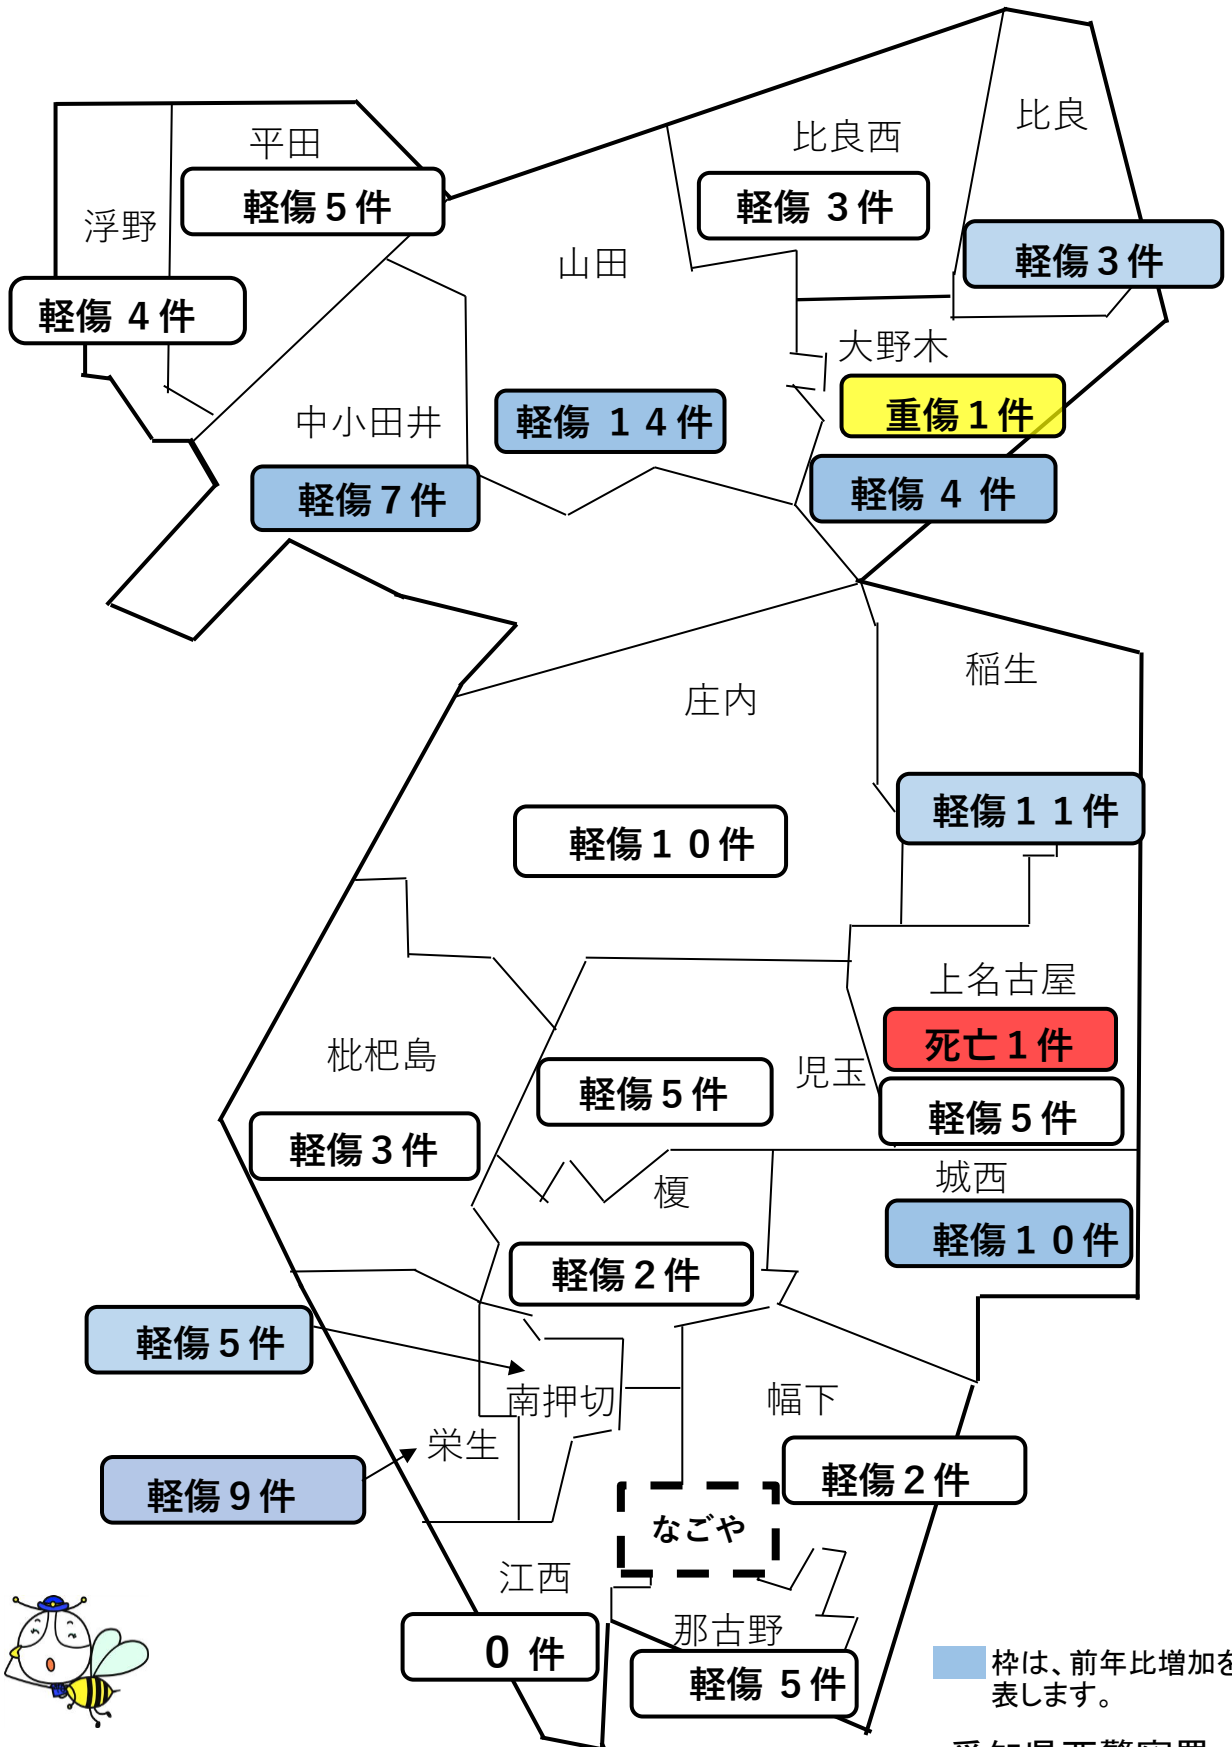 比良
比良西
平田
軽傷５件
軽傷 ３件
浮野
山田
軽傷３件
軽傷 ４件
大野木
重傷１件
中小田井
軽傷 １４件
軽傷７件
軽傷 ４ 件
稲生
庄内
軽傷１１件
軽傷１０件
上名古屋
死亡１件
枇杷島
児玉
軽傷５件
軽傷５件
軽傷３件
城西
榎
軽傷１０件
軽傷２件
軽傷５件
南押切
幅下
栄生
軽傷９件
軽傷２件
なごや
江西
那古野
０ 件
軽傷 ５件
枠は、前年比増加を
表します。